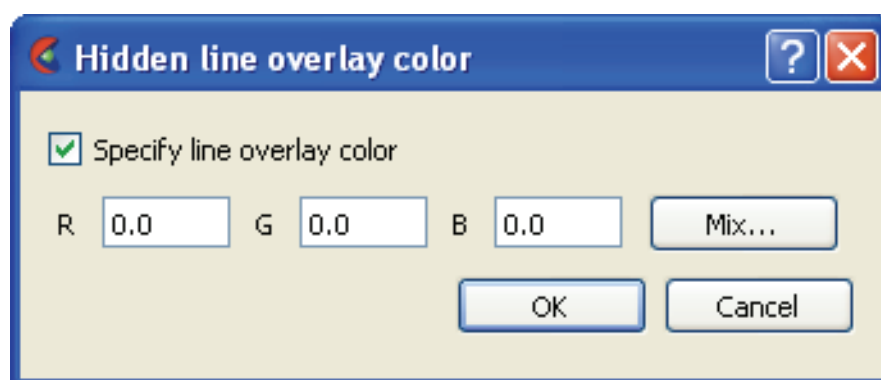 Hidden line overlay color ?
Specify line overlay color
R 0.0 G 0.0 B 0.0 Mix...
OK Cancel